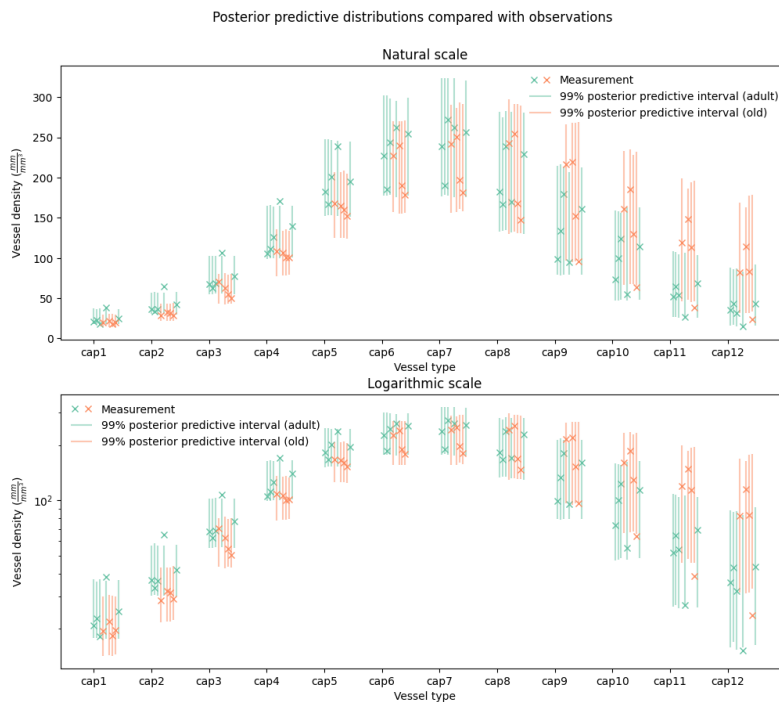 Posterior predictive distributions compared with observations
Natural scale
Measurement
99% posterior predictive interval (adult)
99% posterior predictive interval (old)
Vessel density (mm/mm³)
300
250
200
150
100
50
0
cap1 cap2 cap3 cap4 cap5 cap6 cap7 cap8 cap9 cap10 cap11 cap12
Vessel type
Logarithmic scale
Measurement
99% posterior predictive interval (adult)
99% posterior predictive interval (old)
Vessel density (mm/mm³)
10²
cap1 cap2 cap3 cap4 cap5 cap6 cap7 cap8 cap9 cap10 cap11 cap12
Vessel type